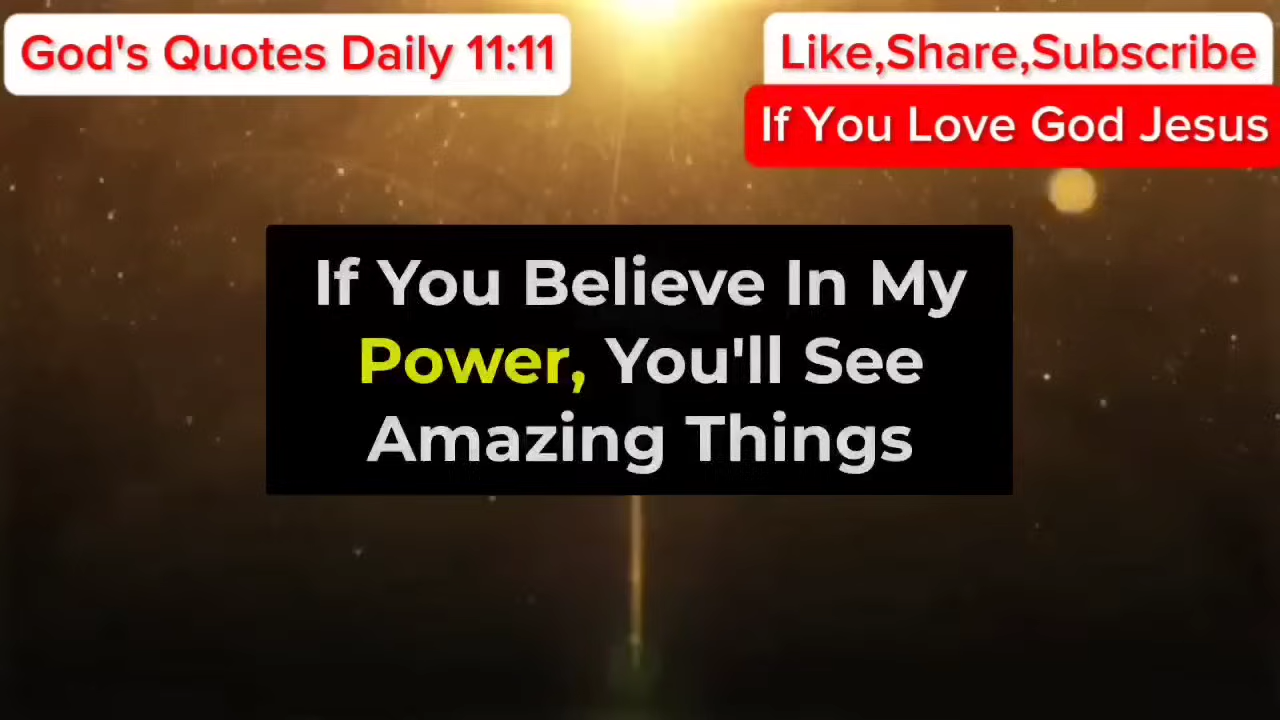 God's Quotes Daily 11:11
Like,Share,Subscribe
If You Love God Jesus
If You Believe In My
Power, You'll See
Amazing Things